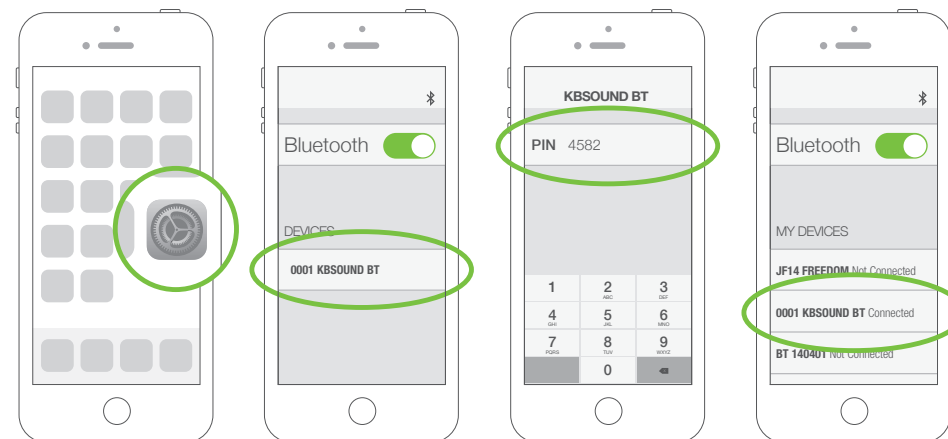 Bluetooth
DEVICES
0001 KBSOUND BT
KBSOUND BT
PIN 4582
1 2 3
ABC DEF
4 5 6
GHI JKL MNO
7 8 9
PQRS TUV WXYZ
0
Bluetooth
MY DEVICES
JF14 FREEDOM Not Connected
0001 KBSOUND BT Connected
BT 140401 Not Connected